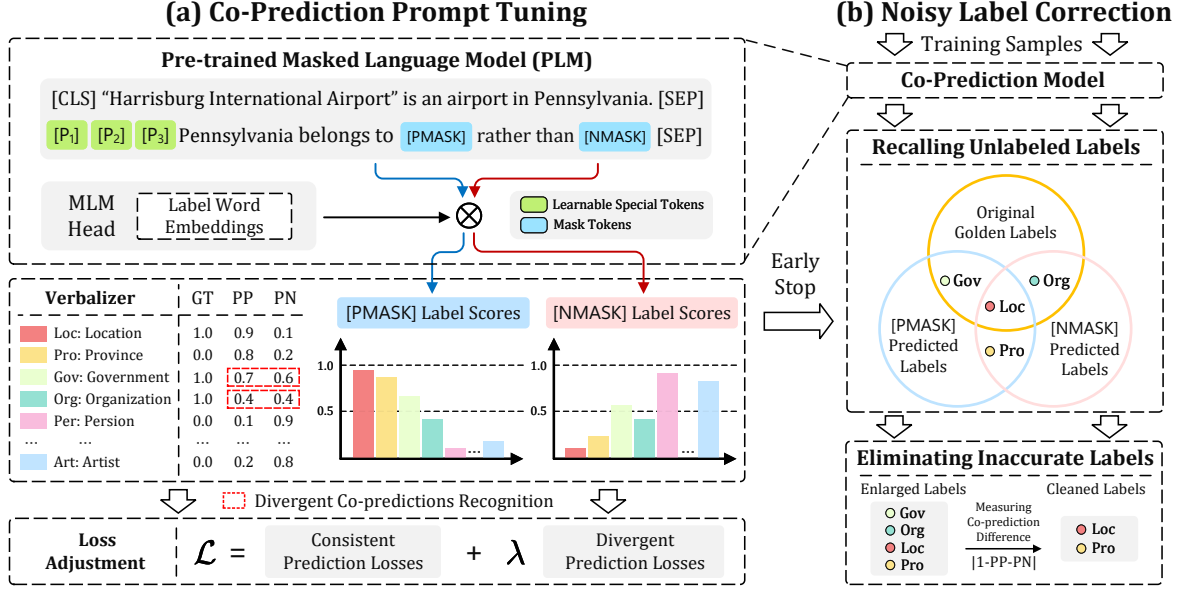 (a) Co-Prediction Prompt Tuning
Pre-trained Masked Language Model (PLM)
[CLS] “Harrisburg International Airport” is an airport in Pennsylvania. [SEP]
[P1] [P2] [P3] Pennsylvania belongs to [PMASK] rather than [NMASK] [SEP]
MLM
Head
Label Word
Embeddings
Learnable Special Tokens
Mask Tokens
Verbalizer GT PP PN
Loc: Location 1.0 0.9 0.1
Pro: Province 0.0 0.8 0.2
Gov: Government 1.0 0.7 0.6
Org: Organization 1.0 0.4 0.4
Per: Persion 0.0 0.1 0.9
... ... ... ... ...
Art: Artist 0.0 0.2 0.8
[PMASK] Label Scores
1.0
0.5
...
[NMASK] Label Scores
1.0
0.5
...
Divergent Co-predictions Recognition
Loss
Adjustment
ℒ =
Consistent
Prediction Losses
+ λ
Divergent
Prediction Losses
Early
Stop
(b) Noisy Label Correction
Training Samples
Co-Prediction Model
Recalling Unlabeled Labels
Original
Golden Labels
Gov
Org
Loc
[PMASK]
Predicted
Labels
Pro
[NMASK]
Predicted
Labels
Eliminating Inaccurate Labels
Enlarged Labels
Gov
Org
Loc
Pro
Measuring
Co-prediction
Difference
|1-PP-PN|
Cleaned Labels
Loc
Pro